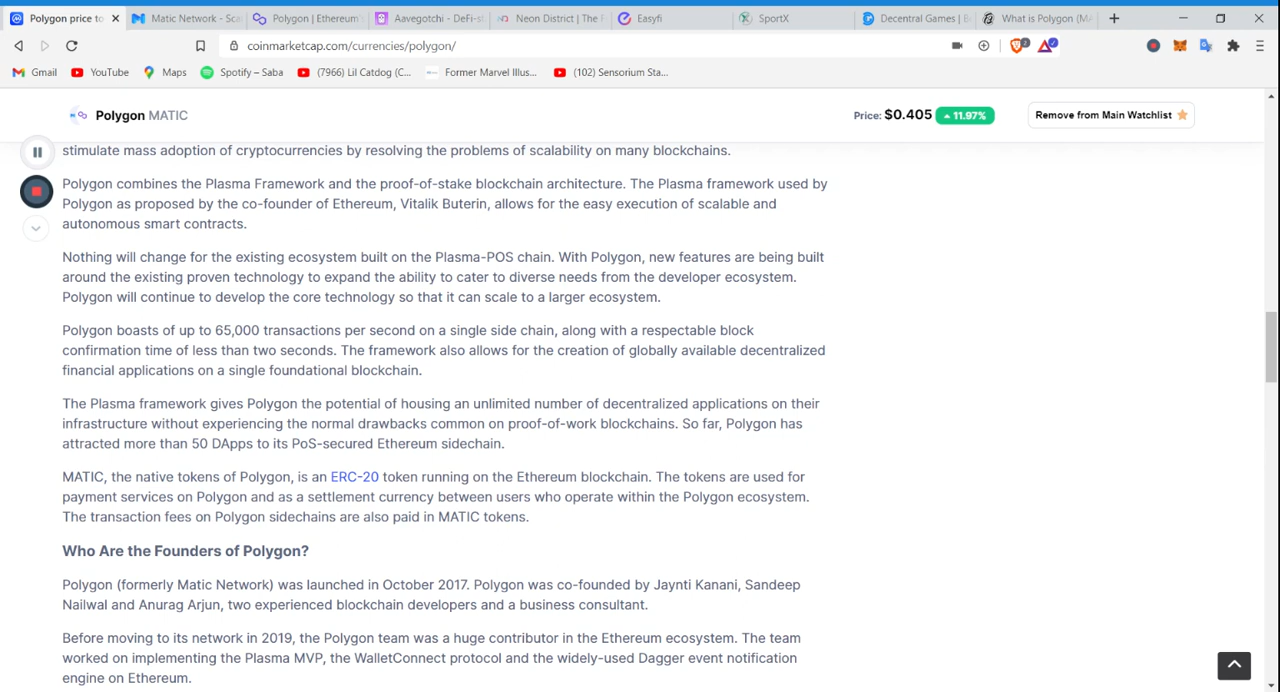 Polygon price to
Matic Network - Sca
Polygon | Ethereum
Aavegotchi - DeFi-s
Neon District | The F
Easyfi
SportX
Decentral Games | B
What is Polygon (MA
coinmarketcap.com/currencies/polygon/
2
Gmail
YouTube
Maps
Spotify – Saba
(7966) Lil Catdog (C...
Former Marvel Illus...
(102) Sensorium Sta...
Polygon MATIC
Price: $0.405
11.97%
Remove from Main Watchlist
stimulate mass adoption of cryptocurrencies by resolving the problems of scalability on many blockchains.
Polygon combines the Plasma Framework and the proof-of-stake blockchain architecture. The Plasma framework used by
Polygon as proposed by the co-founder of Ethereum, Vitalik Buterin, allows for the easy execution of scalable and
autonomous smart contracts.
Nothing will change for the existing ecosystem built on the Plasma-POS chain. With Polygon, new features are being built
around the existing proven technology to expand the ability to cater to diverse needs from the developer ecosystem.
Polygon will continue to develop the core technology so that it can scale to a larger ecosystem.
Polygon boasts of up to 65,000 transactions per second on a single side chain, along with a respectable block
confirmation time of less than two seconds. The framework also allows for the creation of globally available decentralized
financial applications on a single foundational blockchain.
The Plasma framework gives Polygon the potential of housing an unlimited number of decentralized applications on their
infrastructure without experiencing the normal drawbacks common on proof-of-work blockchains. So far, Polygon has
attracted more than 50 DApps to its PoS-secured Ethereum sidechain.
MATIC, the native tokens of Polygon, is an ERC-20 token running on the Ethereum blockchain. The tokens are used for
payment services on Polygon and as a settlement currency between users who operate within the Polygon ecosystem.
The transaction fees on Polygon sidechains are also paid in MATIC tokens.
Who Are the Founders of Polygon?
Polygon (formerly Matic Network) was launched in October 2017. Polygon was co-founded by Jaynti Kanani, Sandeep
Nailwal and Anurag Arjun, two experienced blockchain developers and a business consultant.
Before moving to its network in 2019, the Polygon team was a huge contributor in the Ethereum ecosystem. The team
worked on implementing the Plasma MVP, the WalletConnect protocol and the widely-used Dagger event notification
engine on Ethereum.